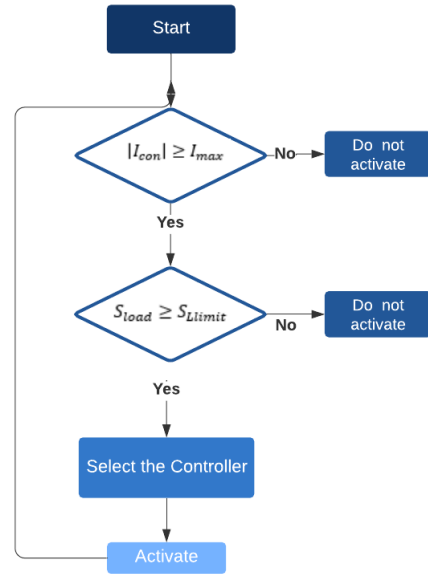 Start
|I_con| ≥ I_max
No
Do not
activate
Yes
S_load ≥ S_Llimit
No
Do not
activate
Yes
Select the Controller
Activate